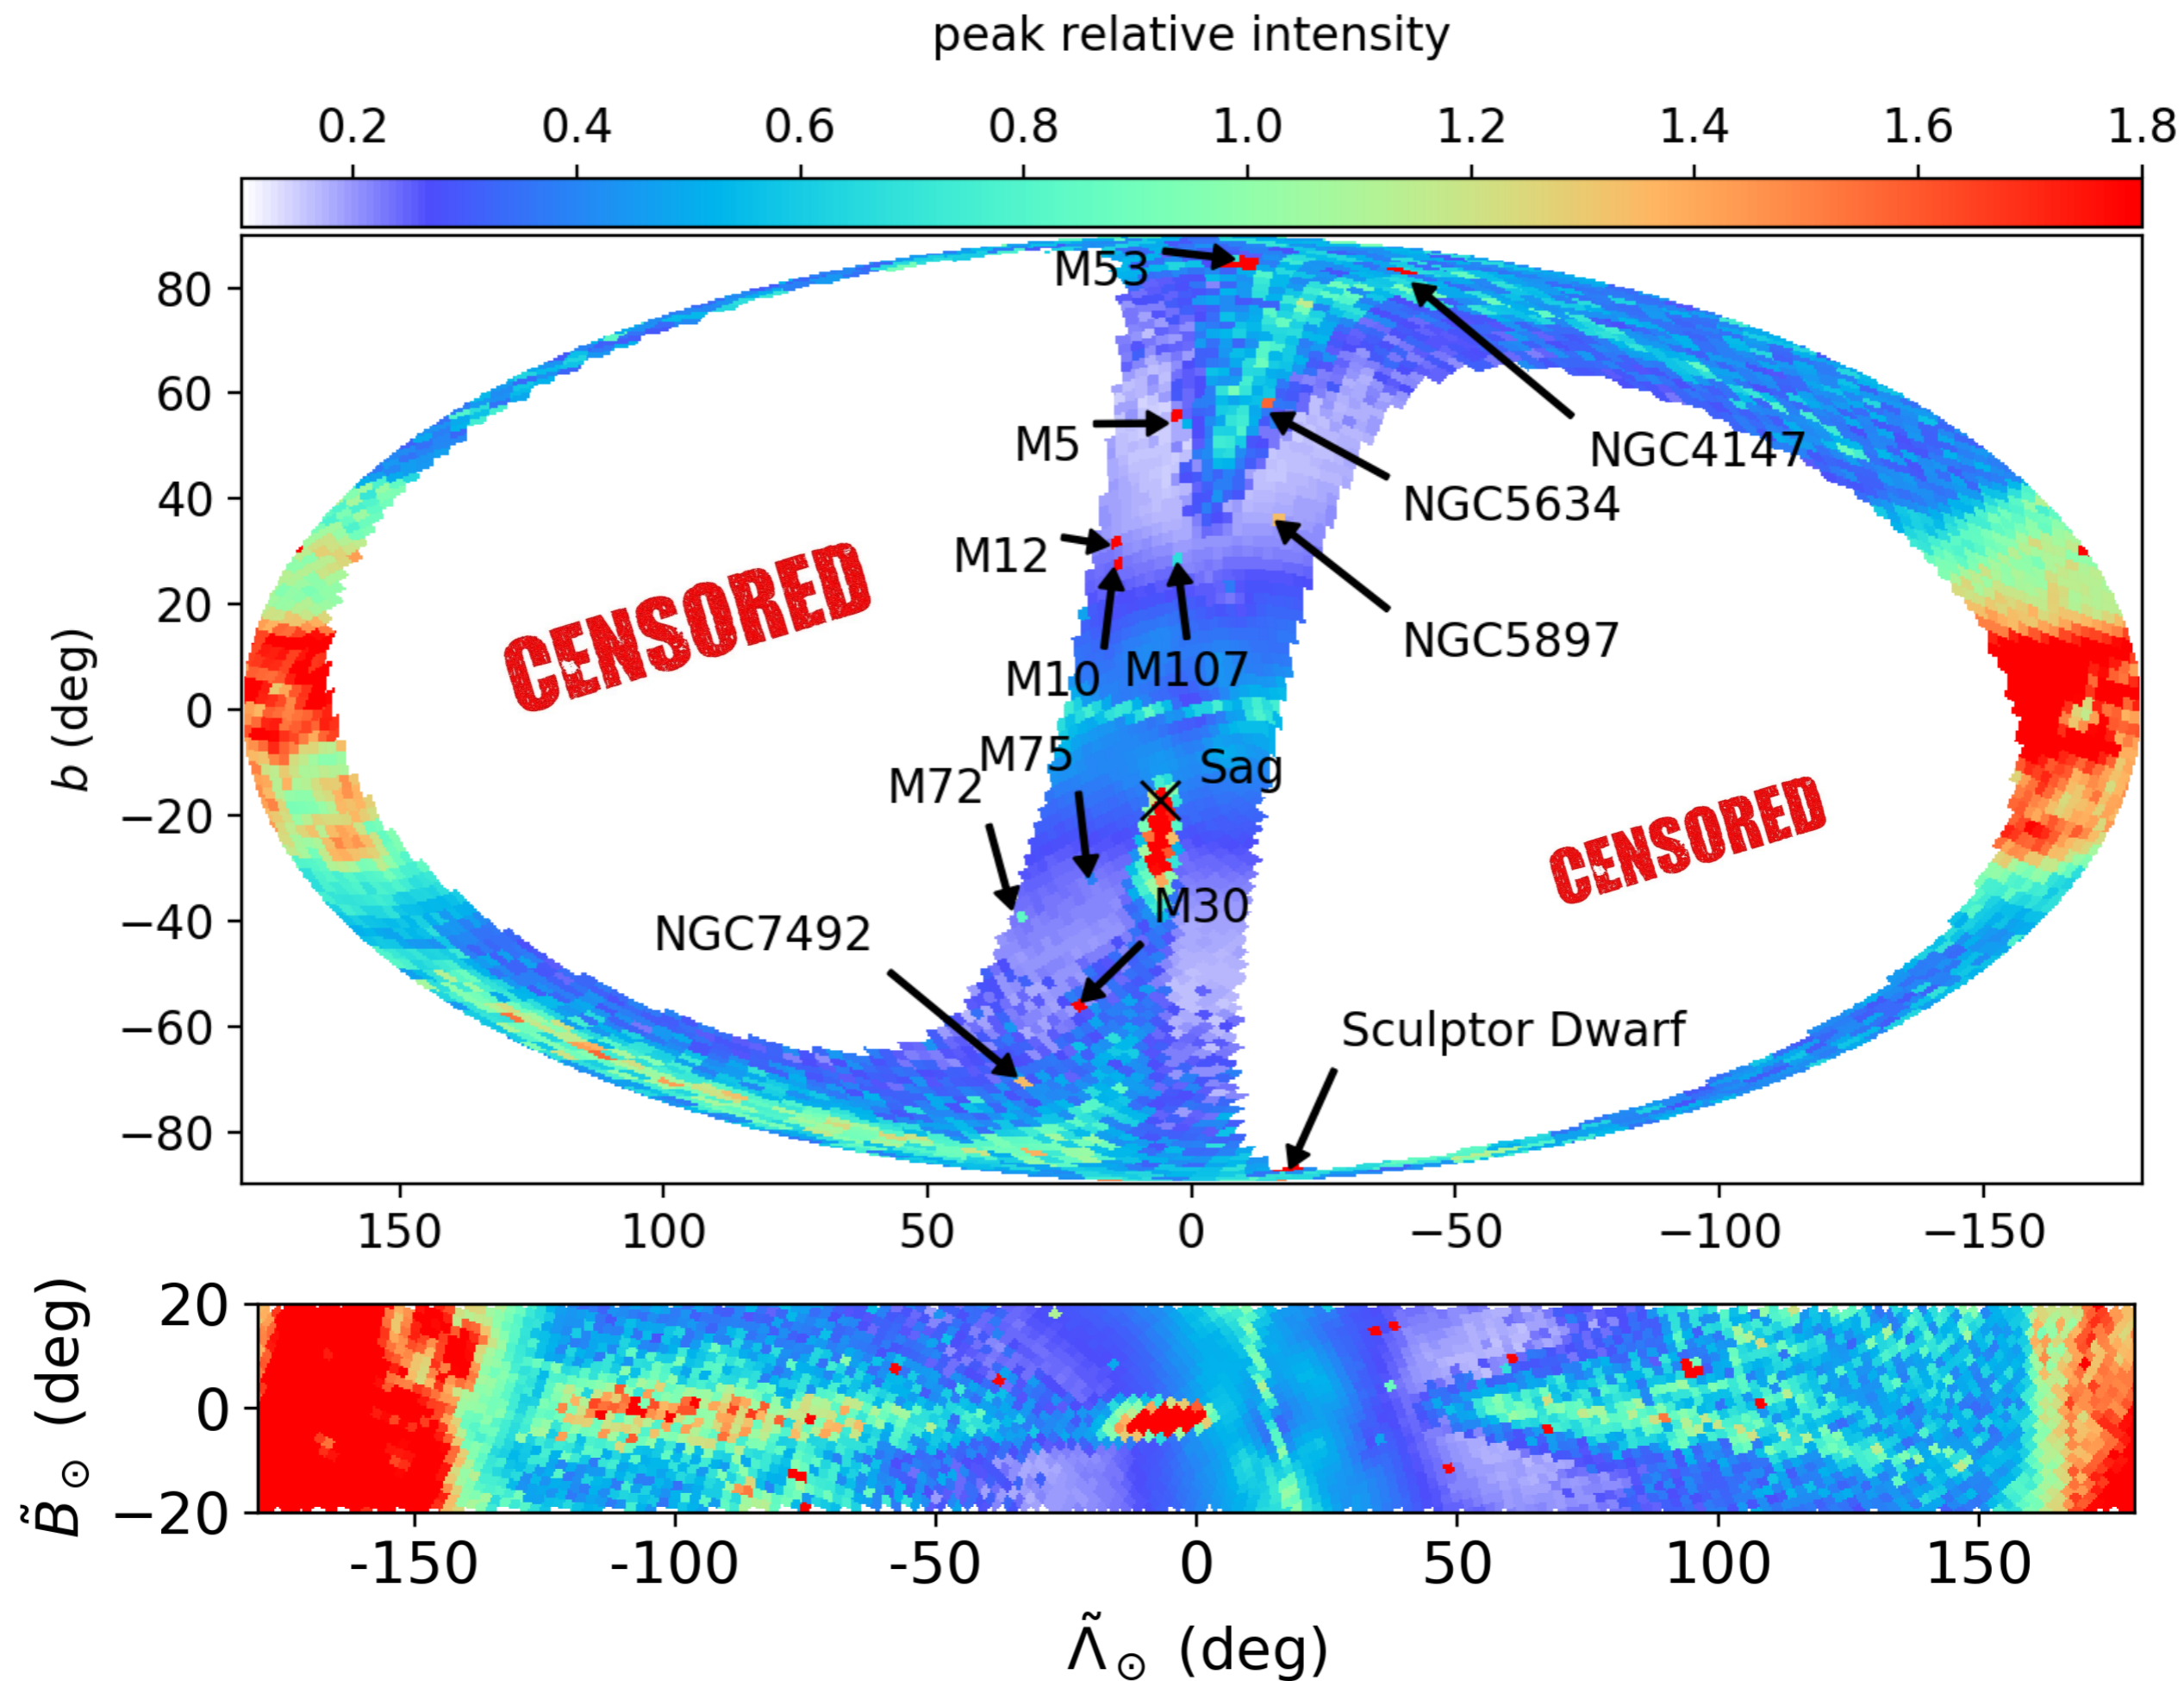 peak relative intensity
0.2 0.4 0.6 0.8 1.0 1.2 1.4 1.6 1.8
b (deg)
80
60
40
20
0
−20
−40
−60
−80
M53
M5
NGC4147
NGC5634
M12
CENSORED
NGC5897
M10
M107
M75
Sag
M72
CENSORED
M30
NGC7492
Sculptor Dwarf
150 100 50 0 −50 −100 −150
B̃⊙ (deg)
20
0
−20
-150 -100 -50 0 50 100 150
Λ̃⊙ (deg)